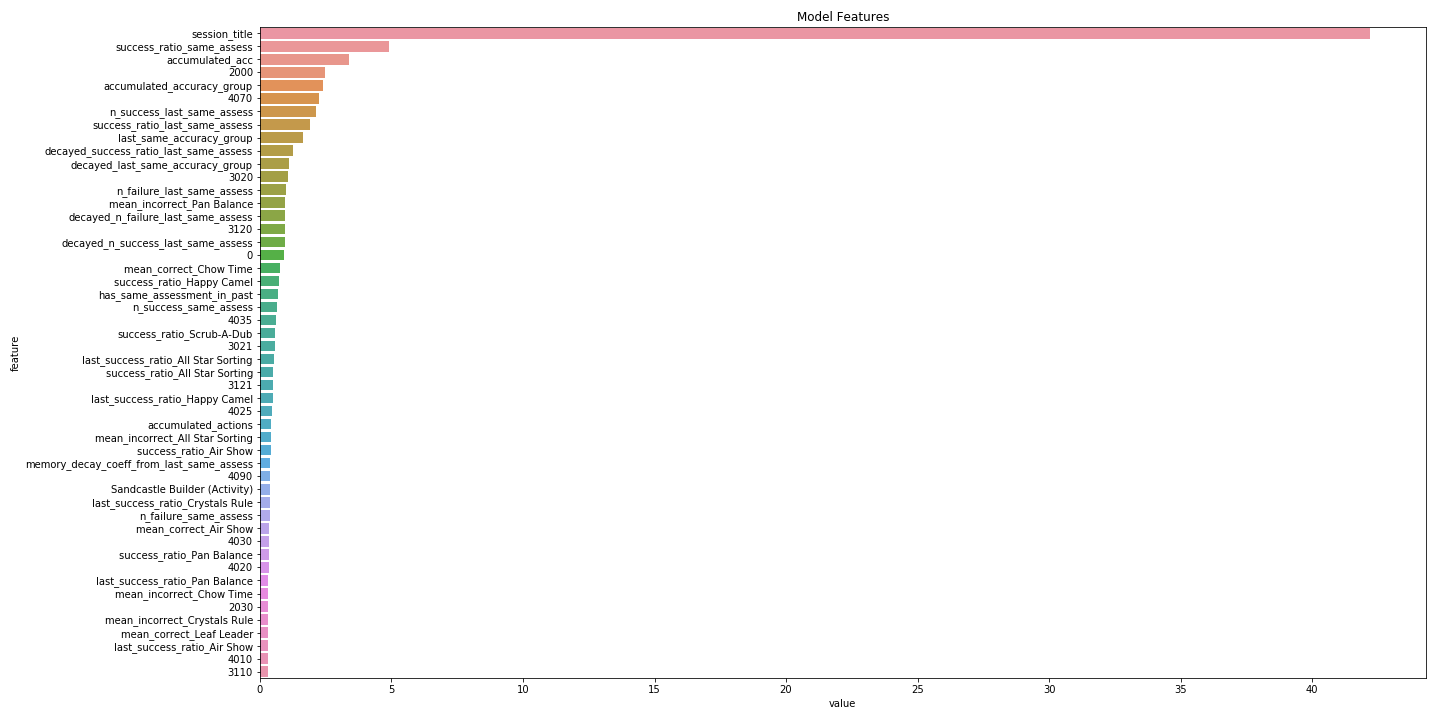 Model Features
session_title
success_ratio_same_assess
accumulated_acc
2000
accumulated_accuracy_group
4070
n_success_last_same_assess
success_ratio_last_same_assess
last_same_accuracy_group
decayed_success_ratio_last_same_assess
decayed_last_same_accuracy_group
3020
n_failure_last_same_assess
mean_incorrect_Pan Balance
decayed_n_failure_last_same_assess
3120
decayed_n_success_last_same_assess
0
mean_correct_Chow Time
success_ratio_Happy Camel
has_same_assessment_in_past
n_success_same_assess
4035
success_ratio_Scrub-A-Dub
3021
last_success_ratio_All Star Sorting
success_ratio_All Star Sorting
3121
last_success_ratio_Happy Camel
4025
accumulated_actions
mean_incorrect_All Star Sorting
success_ratio_Air Show
memory_decay_coeff_from_last_same_assess
4090
Sandcastle Builder (Activity)
last_success_ratio_Crystals Rule
n_failure_same_assess
mean_correct_Air Show
4030
success_ratio_Pan Balance
4020
last_success_ratio_Pan Balance
mean_incorrect_Chow Time
2030
mean_incorrect_Crystals Rule
mean_correct_Leaf Leader
last_success_ratio_Air Show
4010
3110
feature
0 5 10 15 20 25 30 35 40
value